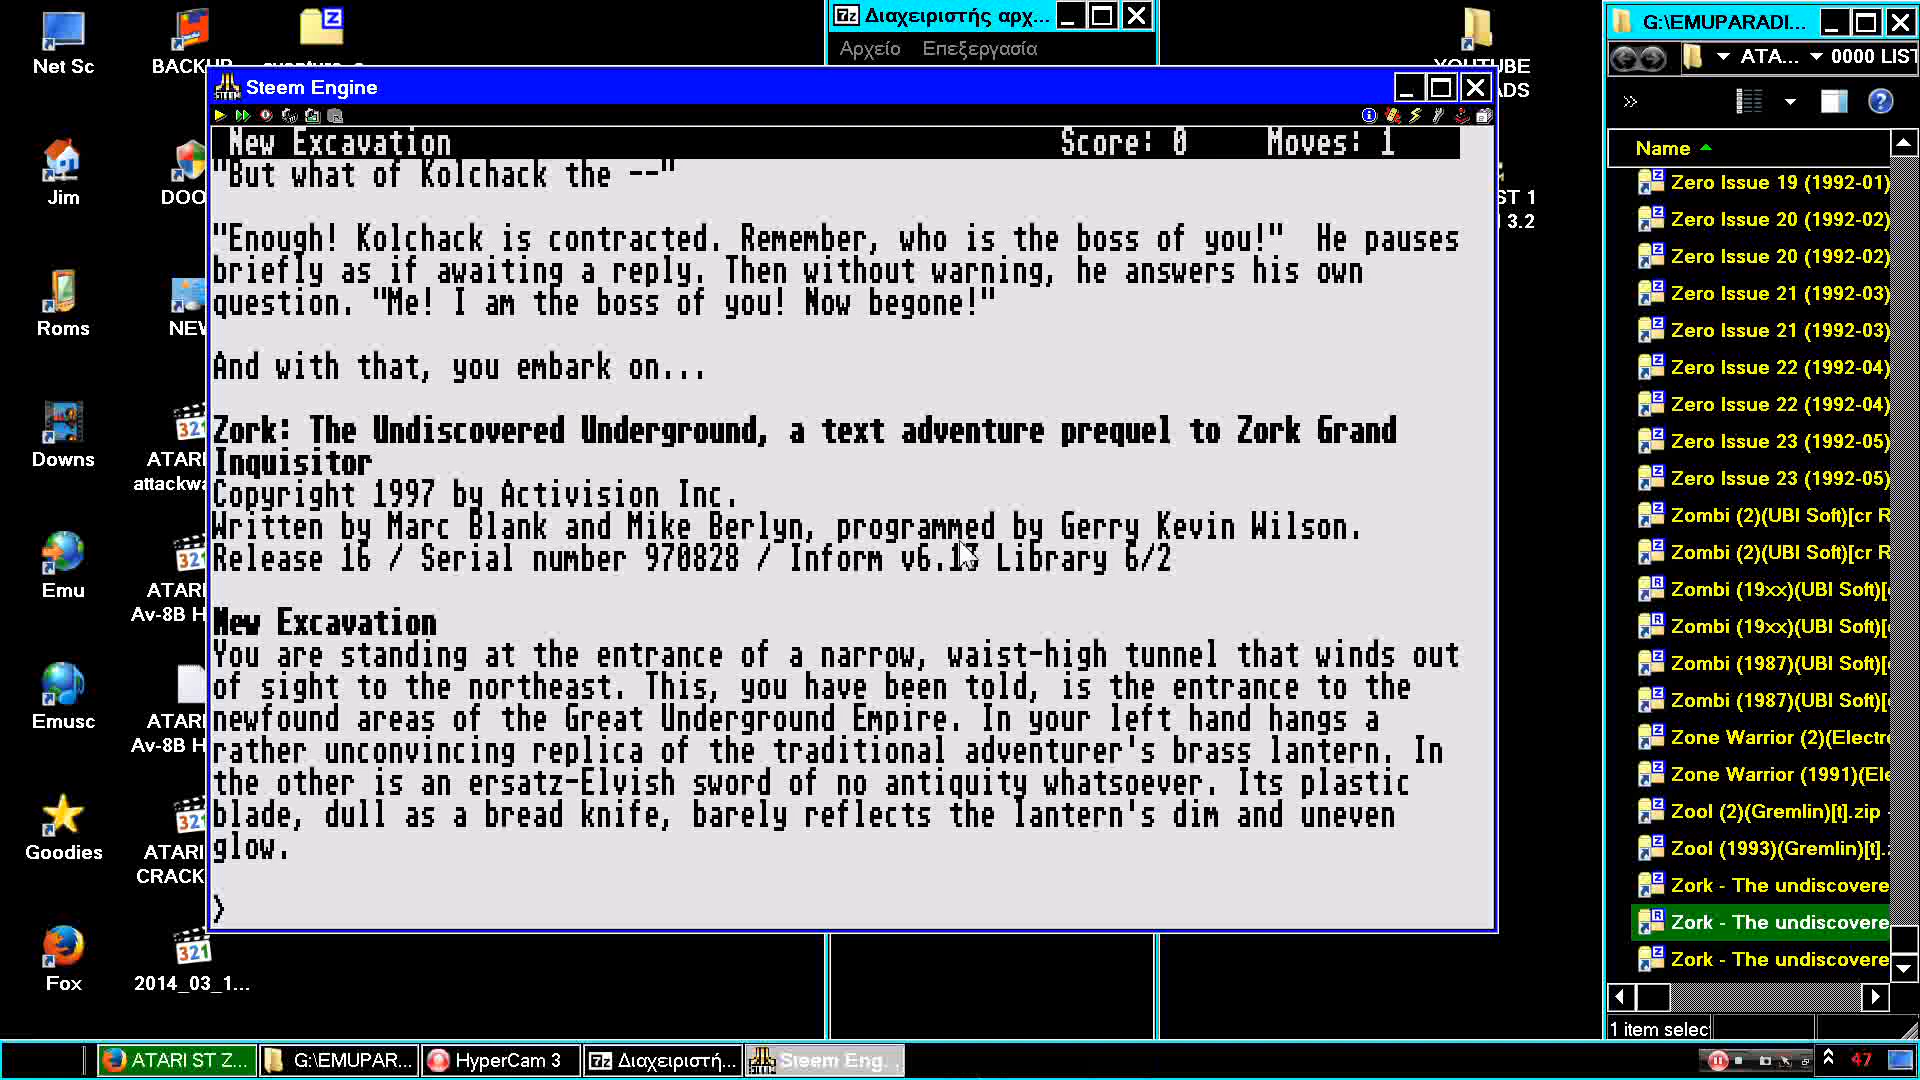 Net Sc
BACKUP
Jim
Roms
Downs
ATARI
attackwa
Emu
ATARI
Av-8B H
Emusc
ATARI
Av-8B H
Goodies
ATARI
CRACK
Fox
2014_03_1...
Διαχειριστής αρχ...
Αρχείο Επεξεργασία
YOUTUBE
Steem Engine
New Excavation Score: 0 Moves: 1
"But what of Kolchack the --"
"Enough! Kolchack is contracted. Remember, who is the boss of you!" He pauses
briefly as if awaiting a reply. Then without warning, he answers his own
question. "Me! I am the boss of you! Now begone!"
And with that, you embark on...
Zork: The Undiscovered Underground, a text adventure prequel to Zork Grand
Inquisitor
Copyright 1997 by Activision Inc.
Written by Marc Blank and Mike Berlyn, programmed by Gerry Kevin Wilson.
Release 16 / Serial number 970828 / Inform v6.13 Library 6/2
New Excavation
You are standing at the entrance of a narrow, waist-high tunnel that winds out
of sight to the northeast. This, you have been told, is the entrance to the
newfound areas of the Great Underground Empire. In your left hand hangs a
rather unconvincing replica of the traditional adventurer's brass lantern. In
the other is an ersatz-Elvish sword of no antiquity whatsoever. Its plastic
blade, dull as a bread knife, barely reflects the lantern's dim and uneven
glow.
>
G:\EMUPARADI...
ATA... 0000 LIST
Name
Zero Issue 19 (1992-01)
Zero Issue 20 (1992-02)
Zero Issue 20 (1992-02)
Zero Issue 21 (1992-03)
Zero Issue 21 (1992-03)
Zero Issue 22 (1992-04)
Zero Issue 22 (1992-04)
Zero Issue 23 (1992-05)
Zero Issue 23 (1992-05)
Zombi (2)(UBI Soft)[cr R
Zombi (2)(UBI Soft)[cr R
Zombi (19xx)(UBI Soft)[
Zombi (19xx)(UBI Soft)[
Zombi (1987)(UBI Soft)[
Zombi (1987)(UBI Soft)[
Zone Warrior (2)(Electr
Zone Warrior (1991)(Ele
Zool (2)(Gremlin)[t].zip
Zool (1993)(Gremlin)[t].
Zork - The undiscovere
Zork - The undiscovere
Zork - The undiscovere
1 item selec
ATARI ST Z... G:\EMUPAR... HyperCam 3 Διαχειριστή... Steem Eng... 47